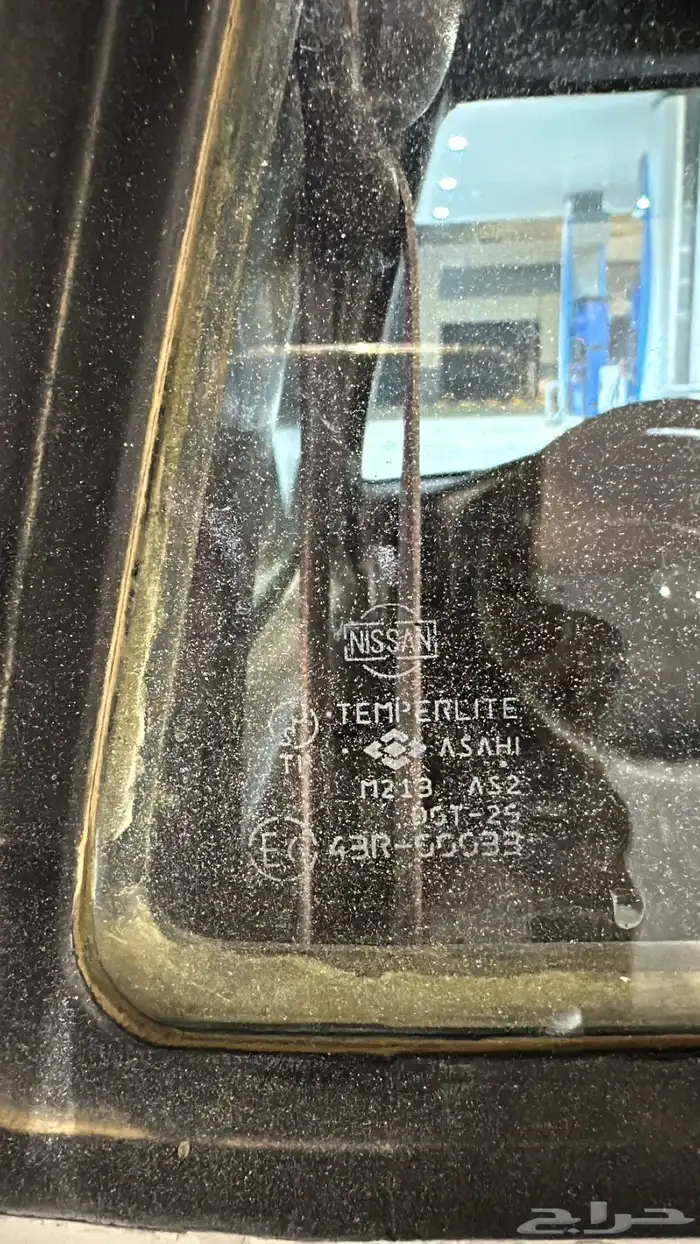 NISSAN
·TEMPERLITE
· ASAHI
M213 AS2
DOT-25
43R-00033
حراج